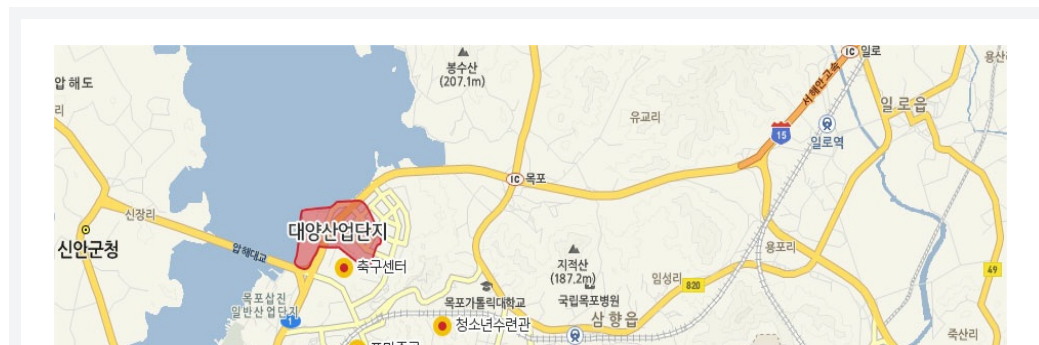 봉수산
(207.1m)
IC 일로
용산리
압해도
리
서해안고속
일로읍
유교리
15
일로역
IC 목포
신장리
대양산업단지
신안군청
압해대교
축구센터
지적산
(187.2m)
임성리
820
용포리
49
목포삽진
일반산업단지
1
목포가톨릭대학교
국립목포병원
삼향읍
청소년수련관
죽산리